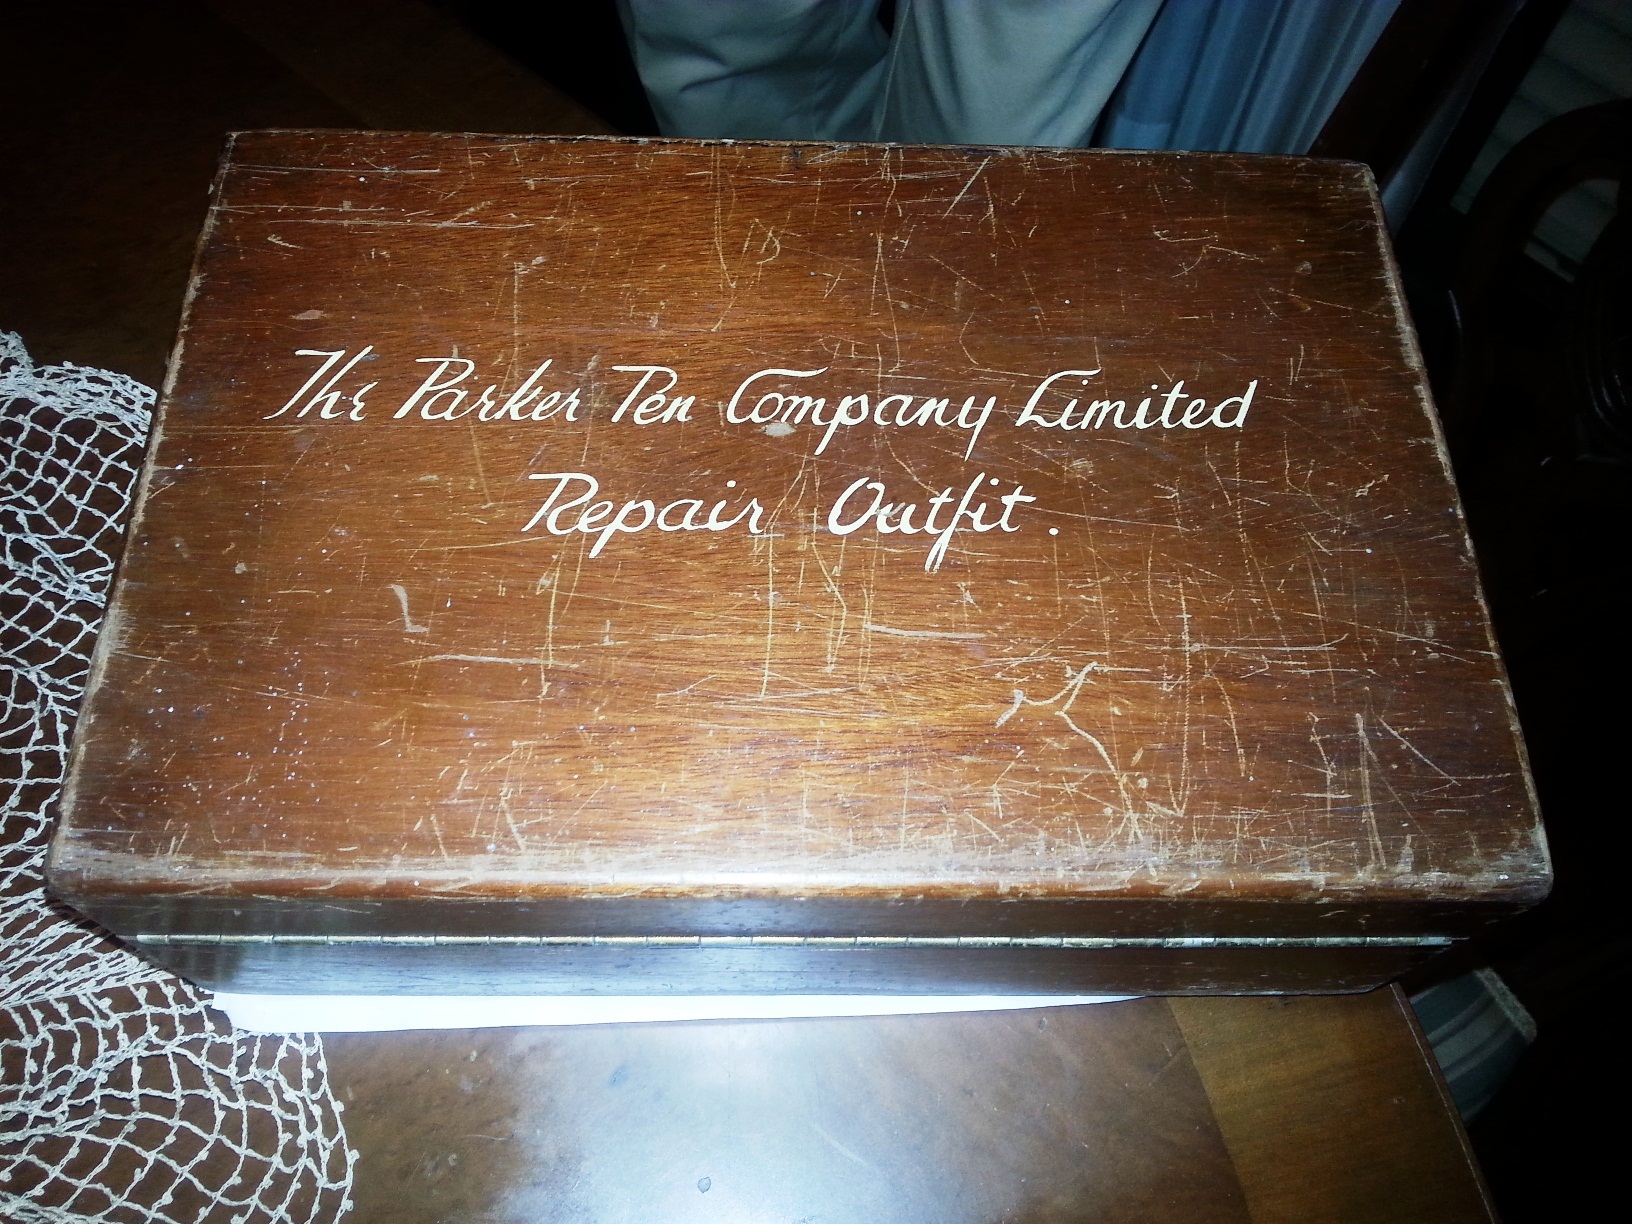 The Parker Pen Company Limited
Repair Outfit.